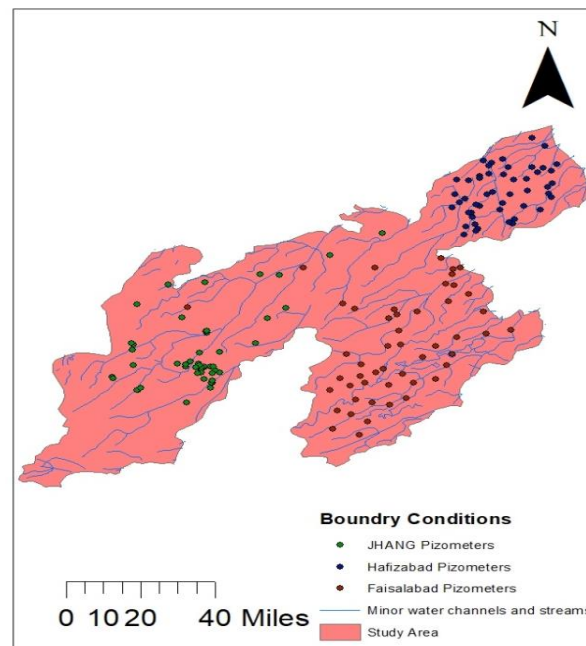 N
Boundry Conditions
JHANG Pizometers
Hafizabad Pizometers
Faisalabad Pizometers
Minor water channels and streams
Study Area
0 10 20 40 Miles